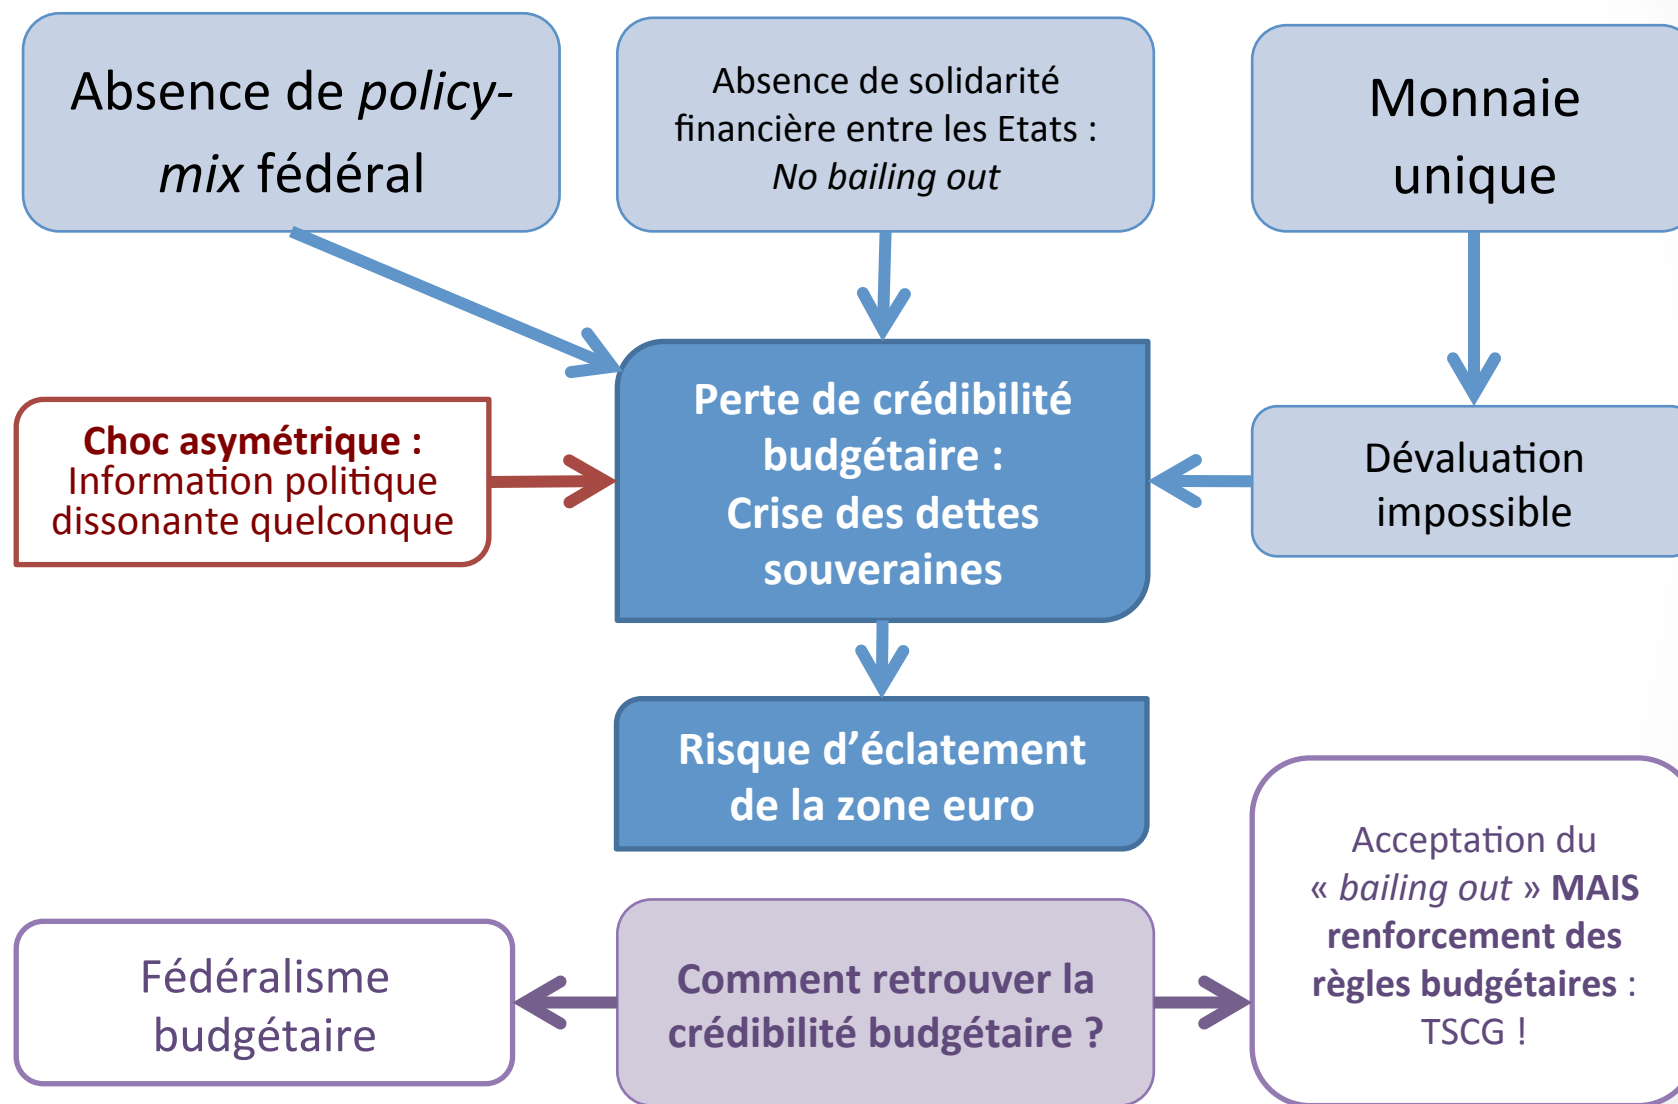 Absence de policy-
mix fédéral
Absence de solidarité
financière entre les Etats :
No bailing out
Monnaie
unique
Choc asymétrique :
Information politique
dissonante quelconque
Perte de crédibilité
budgétaire :
Crise des dettes
souveraines
Dévaluation
impossible
Risque d’éclatement
de la zone euro
Fédéralisme
budgétaire
Comment retrouver la
crédibilité budgétaire ?
Acceptation du
« bailing out » MAIS
renforcement des
règles budgétaires :
TSCG !